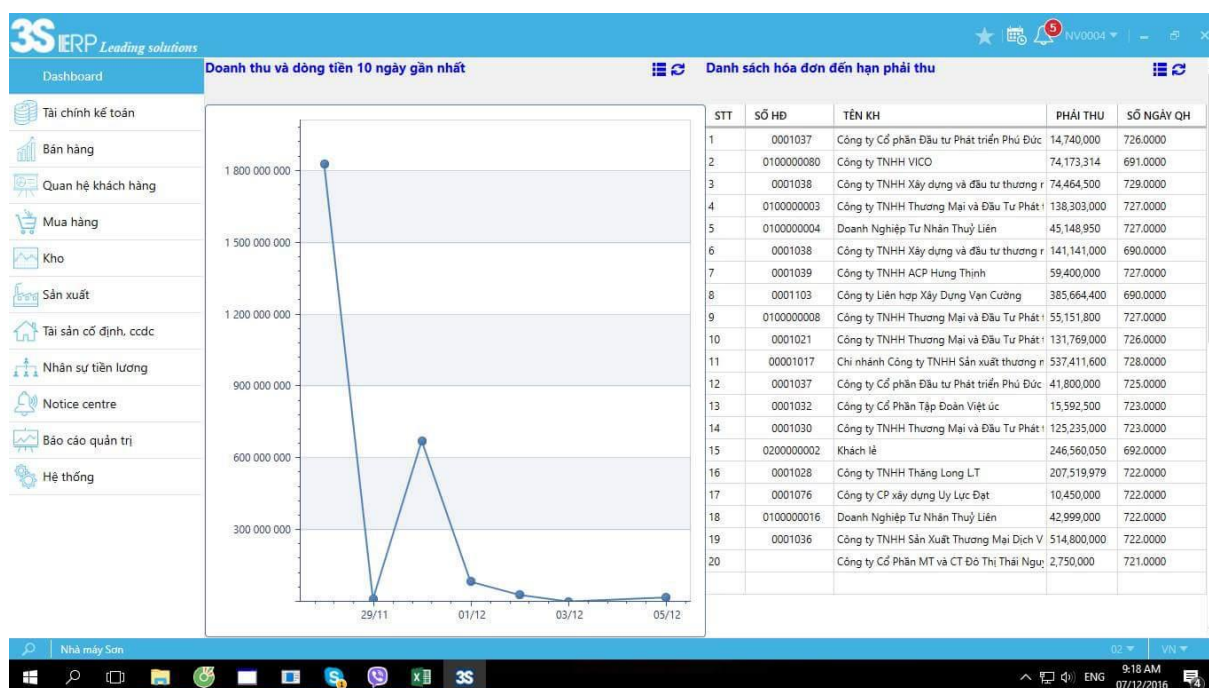 3S iERP Leading solutions
5
NV0004
Dashboard
Tài chính kế toán
Bán hàng
Quan hệ khách hàng
Mua hàng
Kho
Sản xuất
Tài sản cố định, ccdc
Nhân sự tiền lương
Notice centre
Báo cáo quản trị
Hệ thống
Doanh thu và dòng tiền 10 ngày gần nhất
1 800 000 000
1 500 000 000
1 200 000 000
900 000 000
600 000 000
300 000 000
29/11 01/12 03/12 05/12
Danh sách hóa đơn đến hạn phải thu
STT SỐ HĐ TÊN KH PHẢI THU SỐ NGÀY QH
1 0001037 Công ty Cổ phần Đầu tư Phát triển Phú Đức 14,740,000 726.0000
2 0100000080 Công ty TNHH VICO 74,173,314 691.0000
3 0001038 Công ty TNHH Xây dựng và đầu tư thương 74,464,500 729.0000
4 0100000003 Công ty TNHH Thương Mại và Đầu Tư Phát 138,303,000 727.0000
5 0100000004 Doanh Nghiệp Tư Nhân Thuỷ Liên 45,148,950 727.0000
6 0001038 Công ty TNHH Xây dựng và đầu tư thương 141,141,000 690.0000
7 0001039 Công ty TNHH ACP Hưng Thịnh 59,400,000 727.0000
8 0001103 Công ty Liên hợp Xây Dựng Vạn Cường 385,664,400 690.0000
9 0100000008 Công ty TNHH Thương Mại và Đầu Tư Phát 55,151,800 727.0000
10 0001021 Công ty TNHH Thương Mại và Đầu Tư Phát 131,769,000 726.0000
11 00001017 Chi nhánh Công ty TNHH Sản xuất thương 537,411,600 728.0000
12 0001037 Công ty Cổ phần Đầu tư Phát triển Phú Đức 41,800,000 725.0000
13 0001032 Công ty Cổ Phần Tập Đoàn Việt úc 15,592,500 723.0000
14 0001030 Công ty TNHH Thương Mại và Đầu Tư Phát 125,235,000 723.0000
15 0200000002 Khách lẻ 246,560,050 692.0000
16 0001028 Công ty TNHH Thăng Long L.T 207,519,979 722.0000
17 0001076 Công ty CP xây dựng Uy Lực Đạt 10,450,000 722.0000
18 0100000016 Doanh Nghiệp Tư Nhân Thuỷ Liên 42,999,000 722.0000
19 0001036 Công ty TNHH Sản Xuất Thương Mại Dịch V 514,800,000 722.0000
20 Công ty Cổ Phần MT và CT Đô Thị Thái Nguy 2,750,000 721.0000
Nhà máy Sơn
02 VN
3S
ENG
9:18 AM
07/12/2016
4